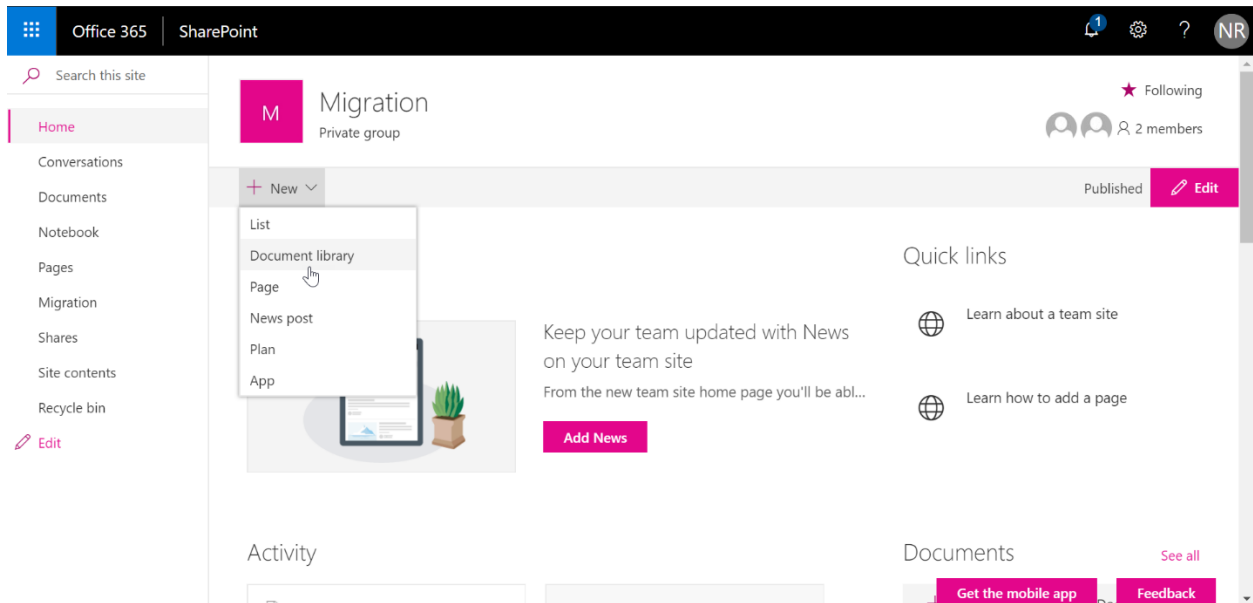 Office 365 SharePoint 1 ? NR
Search this site
Home
Conversations
Documents
Notebook
Pages
Migration
Shares
Site contents
Recycle bin
Edit
M
Migration
Private group
Following
2 members
New
Published
Edit
List
Document library
Page
News post
Plan
App
Keep your team updated with News
on your team site
From the new team site home page you'll be abl...
Add News
Quick links
Learn about a team site
Learn how to add a page
Activity
Documents
See all
Get the mobile app
Feedback